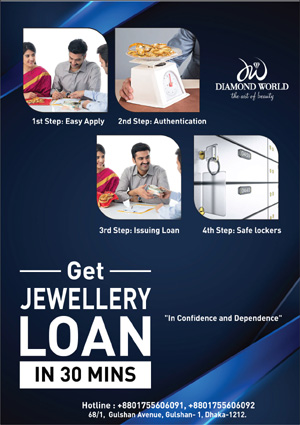 DIAMOND WORLD
the art of beauty
1st Step: Easy Apply
2nd Step: Authentication
3rd Step: Issuing Loan
4th Step: Safe lockers
Get
JEWELLERY
LOAN
IN 30 MINS
"In Confidence and Dependence"
Hotline : +8801755606091, +8801755606092
68/1, Gulshan Avenue, Gulshan- 1, Dhaka-1212.